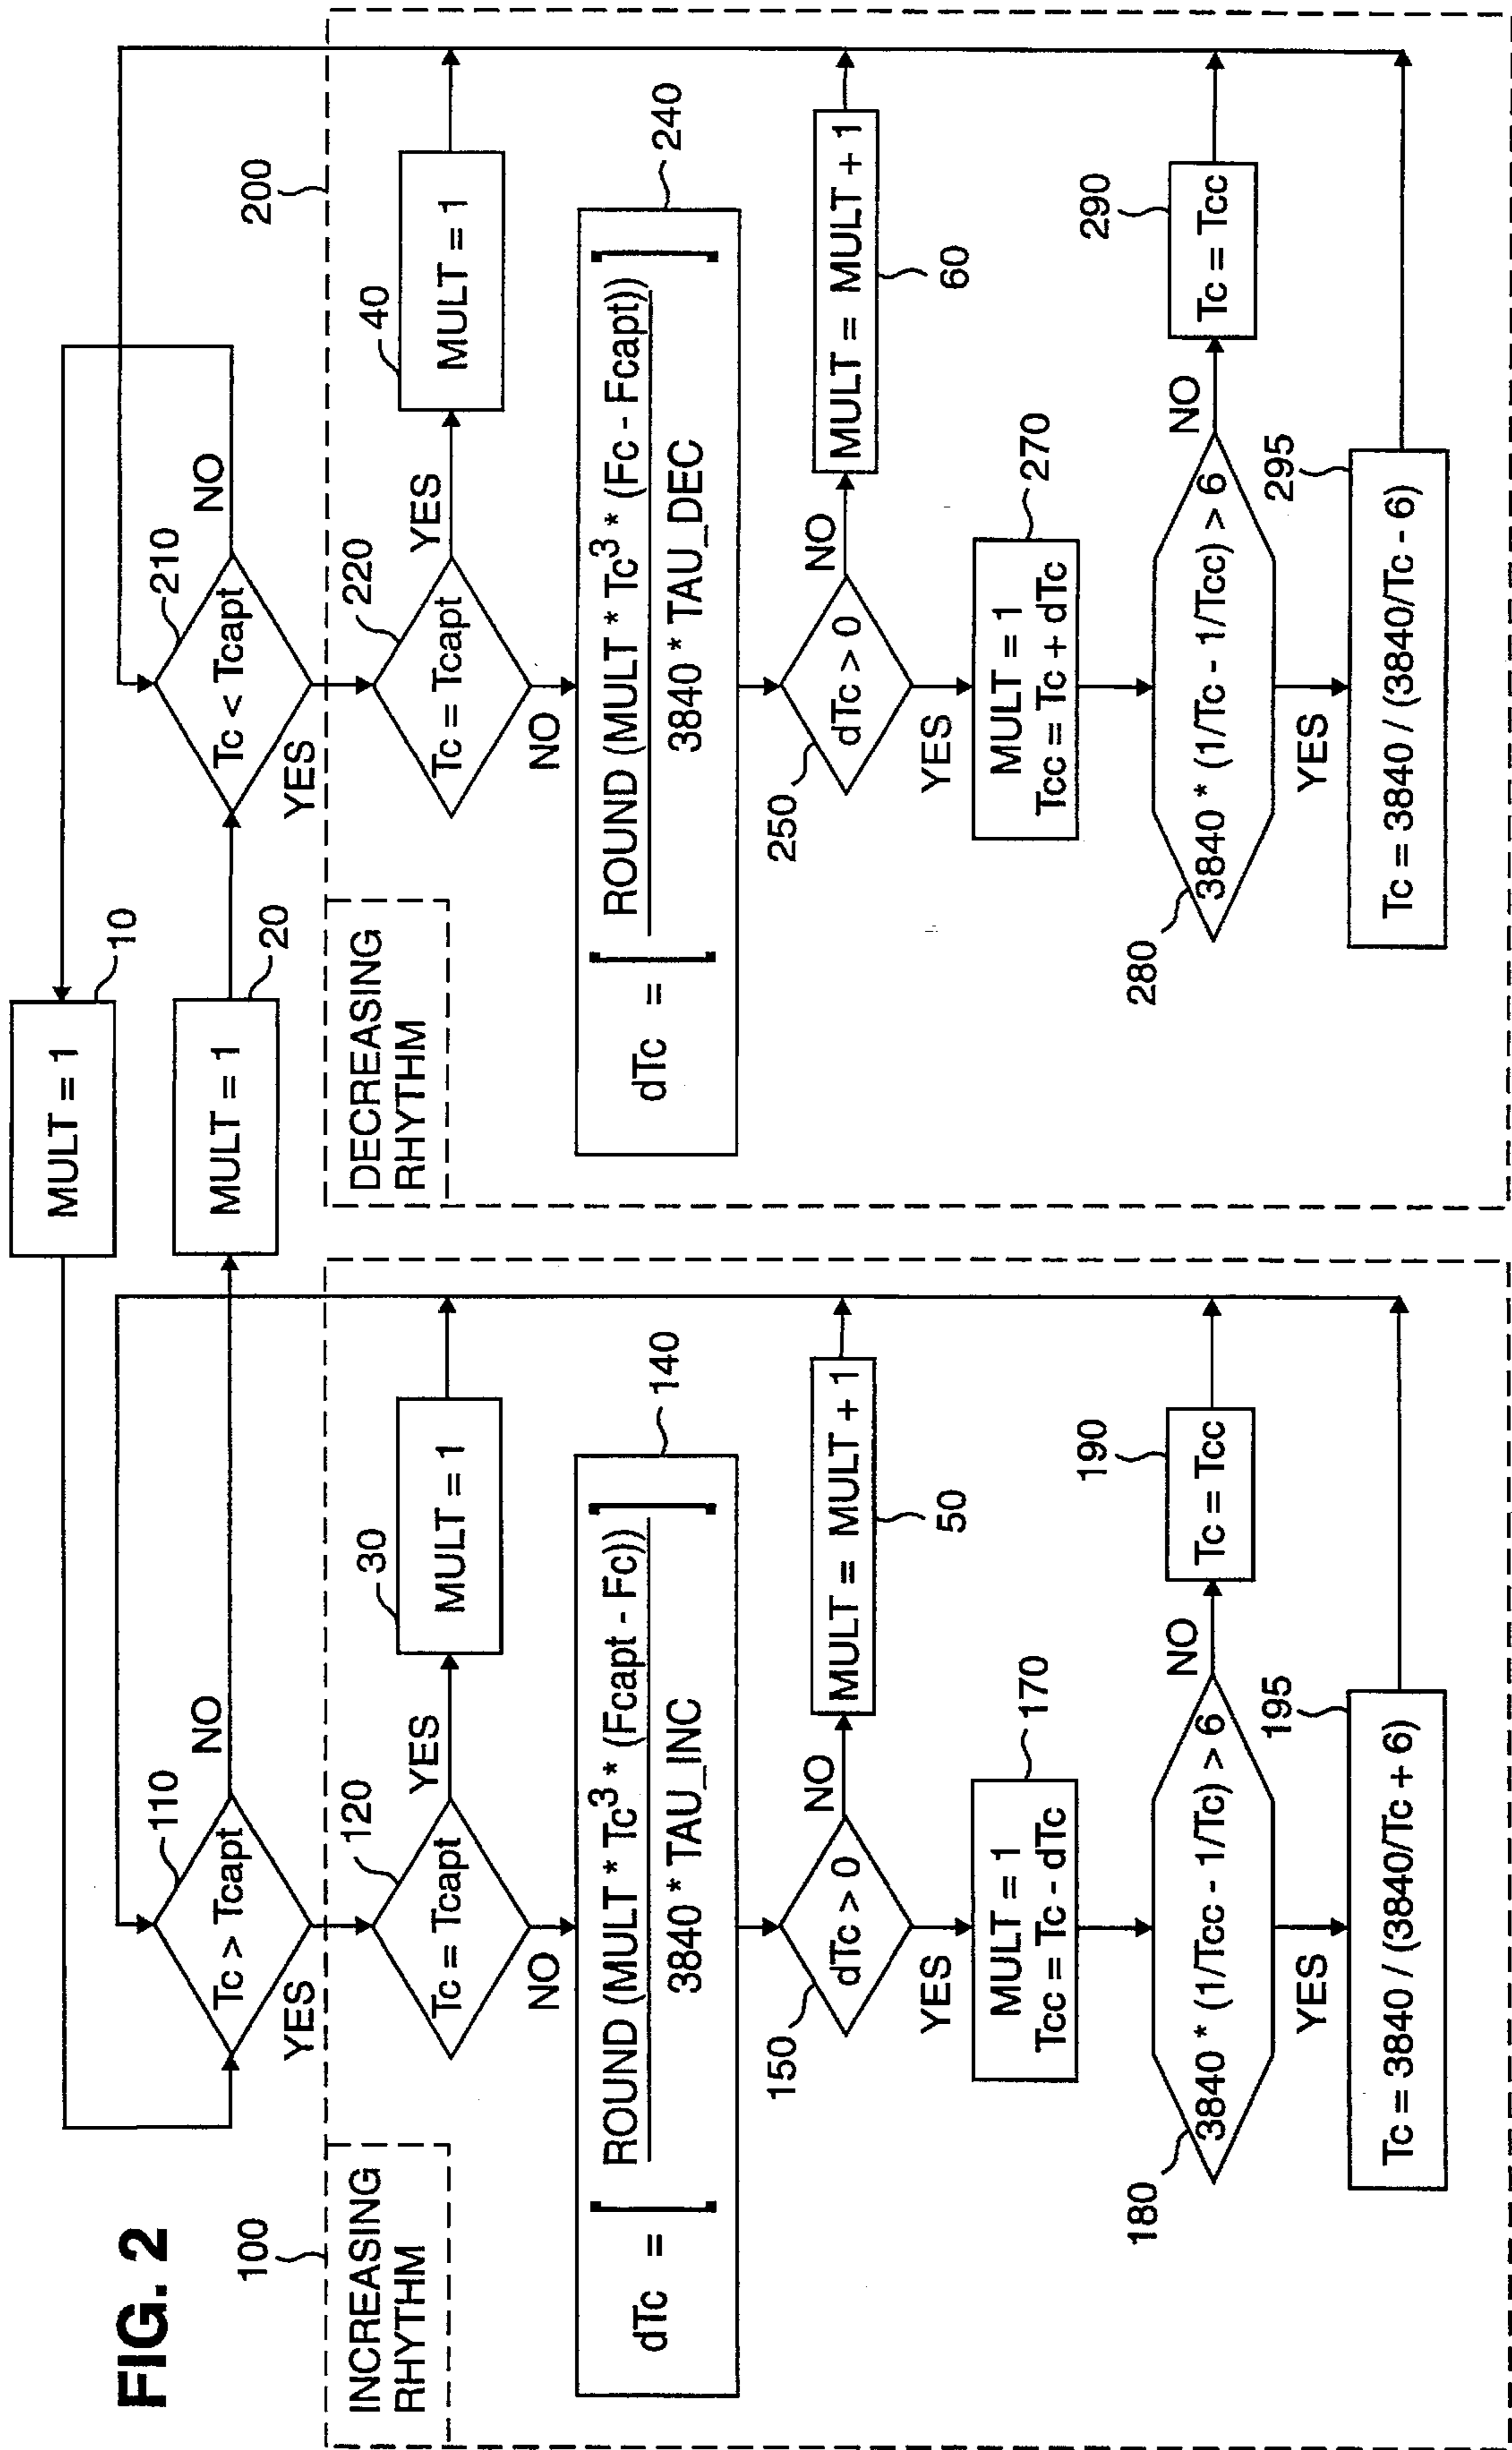 FIG. 2
MULT = 1
10
MULT = 1
20
100
INCREASING
RHYTHM
110
Tc > Tcapt
NO
YES
120
Tc = Tcapt
YES
NO
30
MULT = 1
140
dTc = [ROUND (MULT * Tc³ * (Fcapt - Fc))]
3840 * TAU_INC
150
dTc > 0
NO
YES
MULT = MULT + 1
50
170
MULT = 1
Tcc = Tc - dTc
180
3840 * (1/Tcc - 1/Tc) > 6
NO
YES
190
Tc = Tcc
195
Tc = 3840 / (3840/Tc + 6)
200
DECREASING
RHYTHM
210
Tc < Tcapt
NO
YES
220
Tc = Tcapt
YES
NO
40
MULT = 1
240
dTc = [ROUND (MULT * Tc³ * (Fc - Fcapt))]
3840 * TAU_DEC
250
dTc > 0
NO
YES
MULT = MULT + 1
60
270
MULT = 1
Tcc = Tc + dTc
280
3840 * (1/Tc - 1/Tcc) > 6
NO
YES
290
Tc = Tcc
295
Tc = 3840 / (3840/Tc - 6)